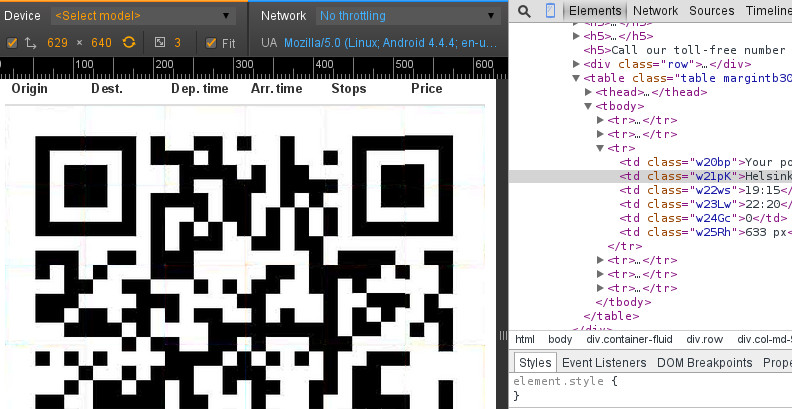 Device <Select model> Network No throttling
629 × 640 3 Fit UA Mozilla/5.0 (Linux; Android 4.4.4; en-u...
100 200 300 400 500 600
Origin Dest. Dep. time Arr. time Stops Price
Elements Network Sources Timeline
<h5>…</h5>
<h5>…</h5>
<h5>Call our toll-free number
<div class="row">…</div>
<table class="table margintb30
<thead>…</thead>
<tbody>
<tr>…</tr>
<tr>…</tr>
<tr>
<td class="w20bp">Your po
<td class="w21pK">Helsink
<td class="w22ws">19:15</
<td class="w23Lw">22:20</
<td class="w24Gc">0</td>
<td class="w25Rh">633 px<
</tr>
<tr>…</tr>
<tr>…</tr>
<tr>…</tr>
</tbody>
</table>
</div>
html body div.container-fluid div.row div.col-md-9
Styles Event Listeners DOM Breakpoints Prope
element.style {
}